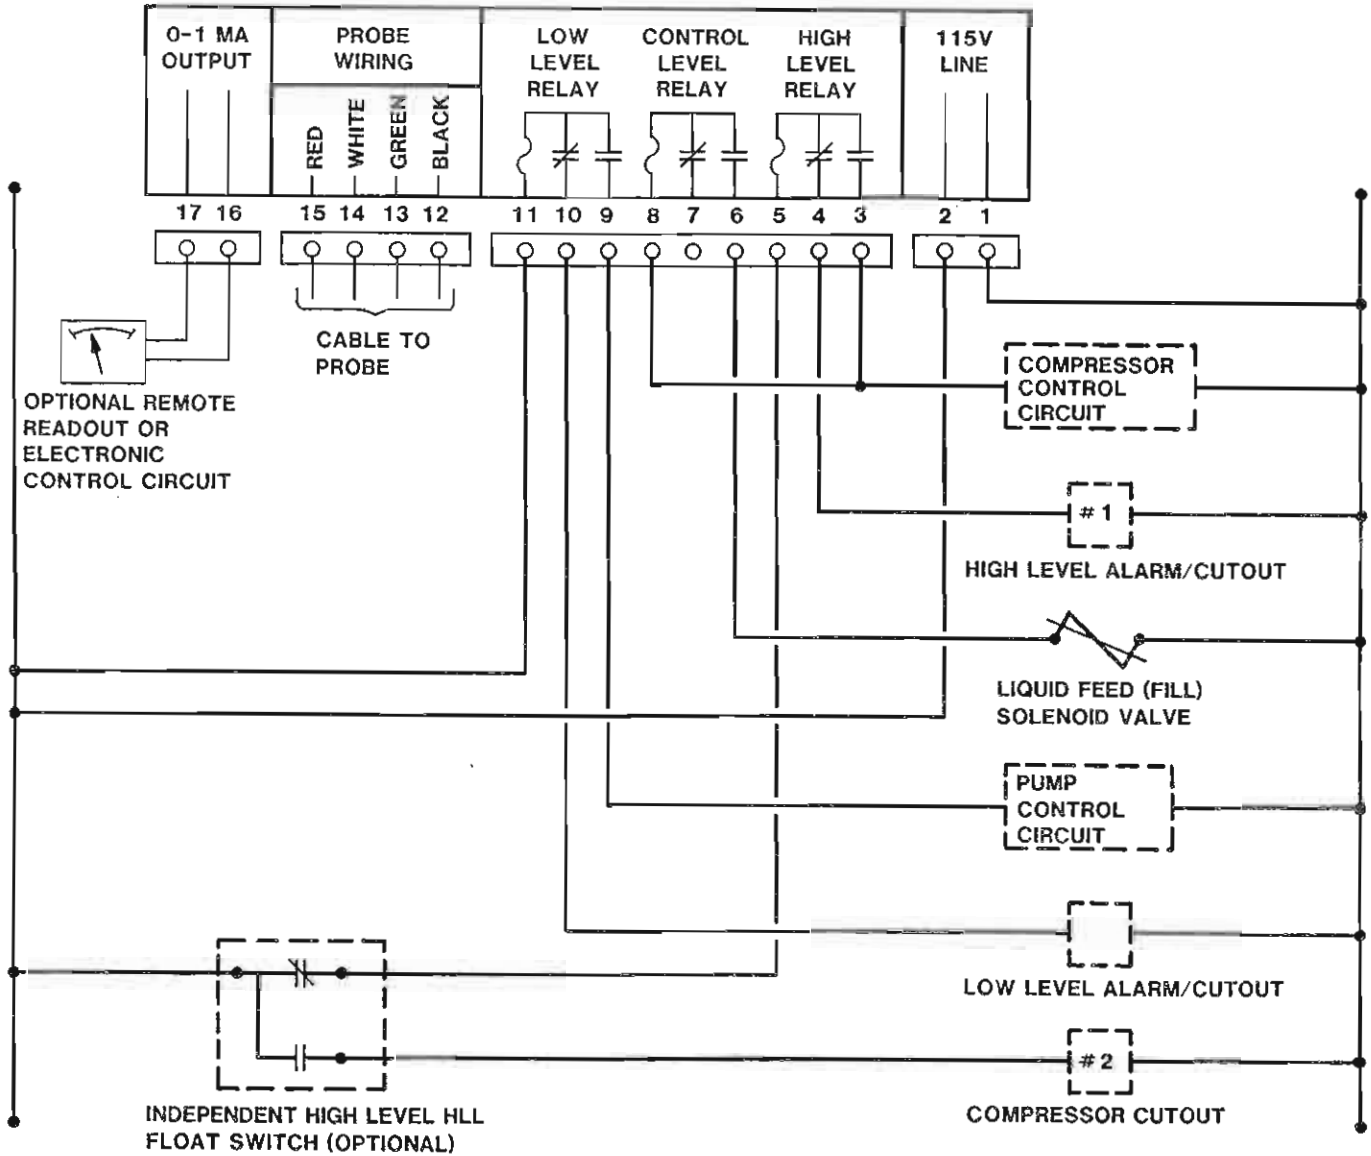 0-1 MA
OUTPUT
PROBE
WIRING
LOW
LEVEL
RELAY
CONTROL
LEVEL
RELAY
HIGH
LEVEL
RELAY
115V
LINE
RED
WHITE
GREEN
BLACK
17 16 15 14 13 12 11 10 9 8 7 6 5 4 3 2 1
CABLE TO
PROBE
OPTIONAL REMOTE
READOUT OR
ELECTRONIC
CONTROL CIRCUIT
COMPRESSOR
CONTROL
CIRCUIT
#1
HIGH LEVEL ALARM/CUTOUT
LIQUID FEED (FILL)
SOLENOID VALVE
PUMP
CONTROL
CIRCUIT
LOW LEVEL ALARM/CUTOUT
#2
COMPRESSOR CUTOUT
INDEPENDENT HIGH LEVEL HLL
FLOAT SWITCH (OPTIONAL)